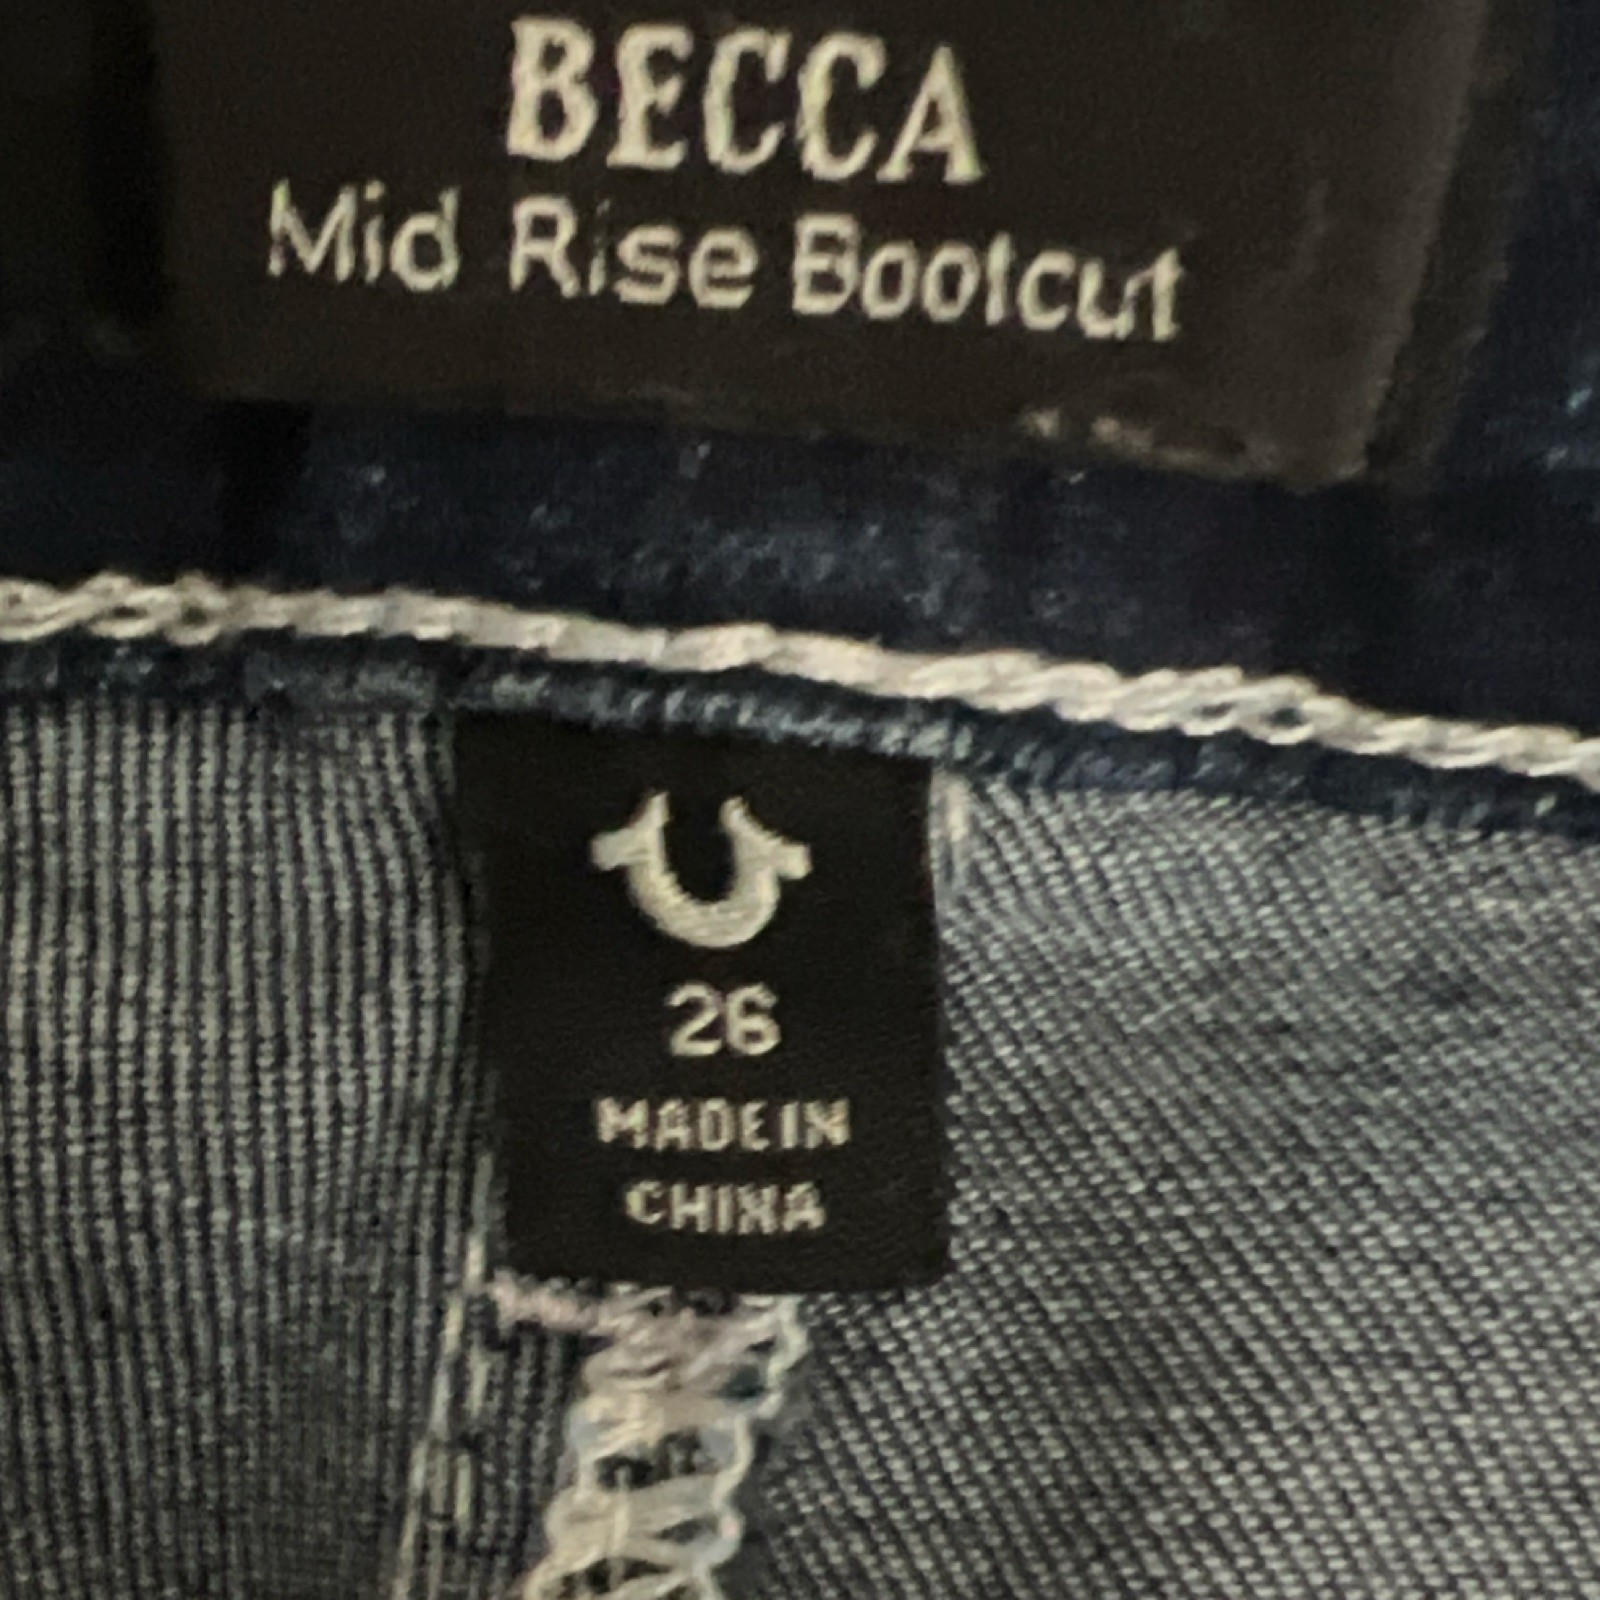 BECCA
Mid Rise Bootcut
26
MADE IN
CHINA